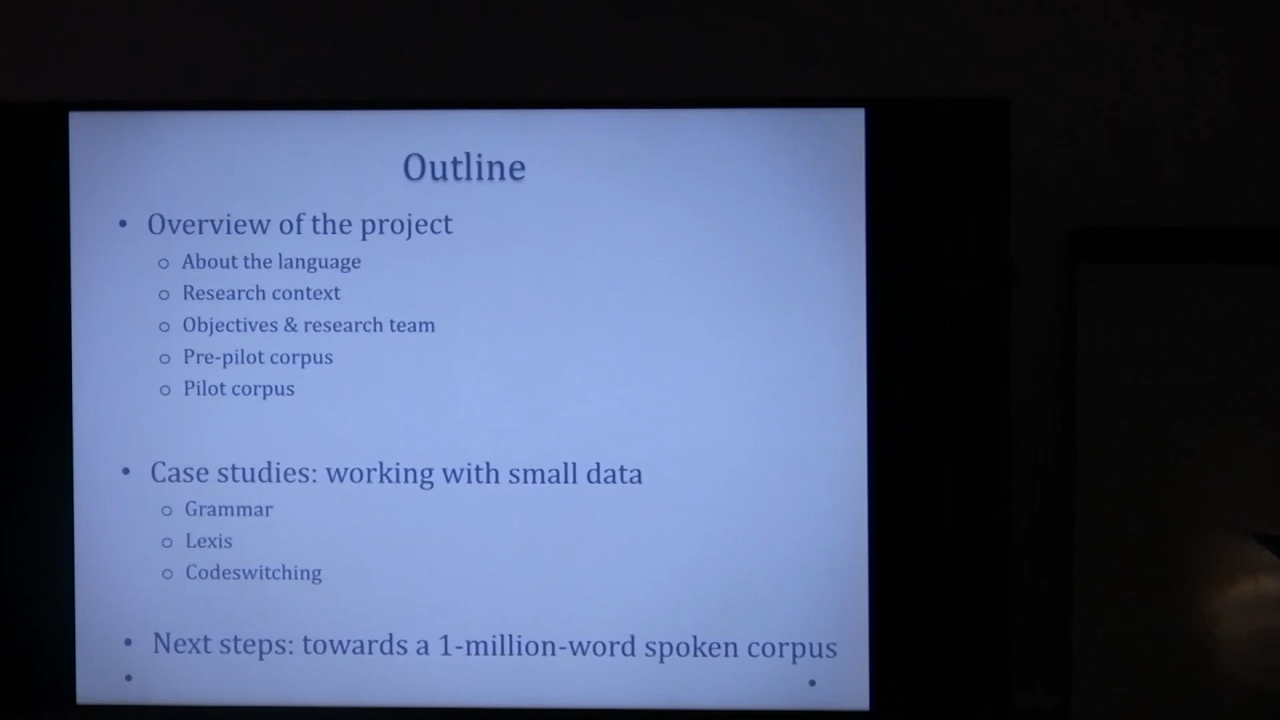 Outline
• Overview of the project
o About the language
o Research context
o Objectives & research team
o Pre-pilot corpus
o Pilot corpus
• Case studies: working with small data
o Grammar
o Lexis
o Codeswitching
• Next steps: towards a 1-million-word spoken corpus
• •